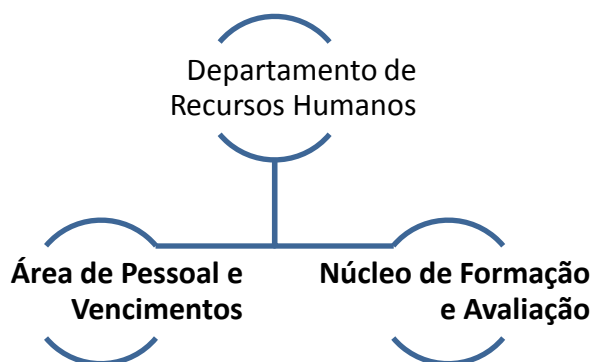 Departamento de
Recursos Humanos
Área de Pessoal e
Vencimentos
Núcleo de Formação
e Avaliação